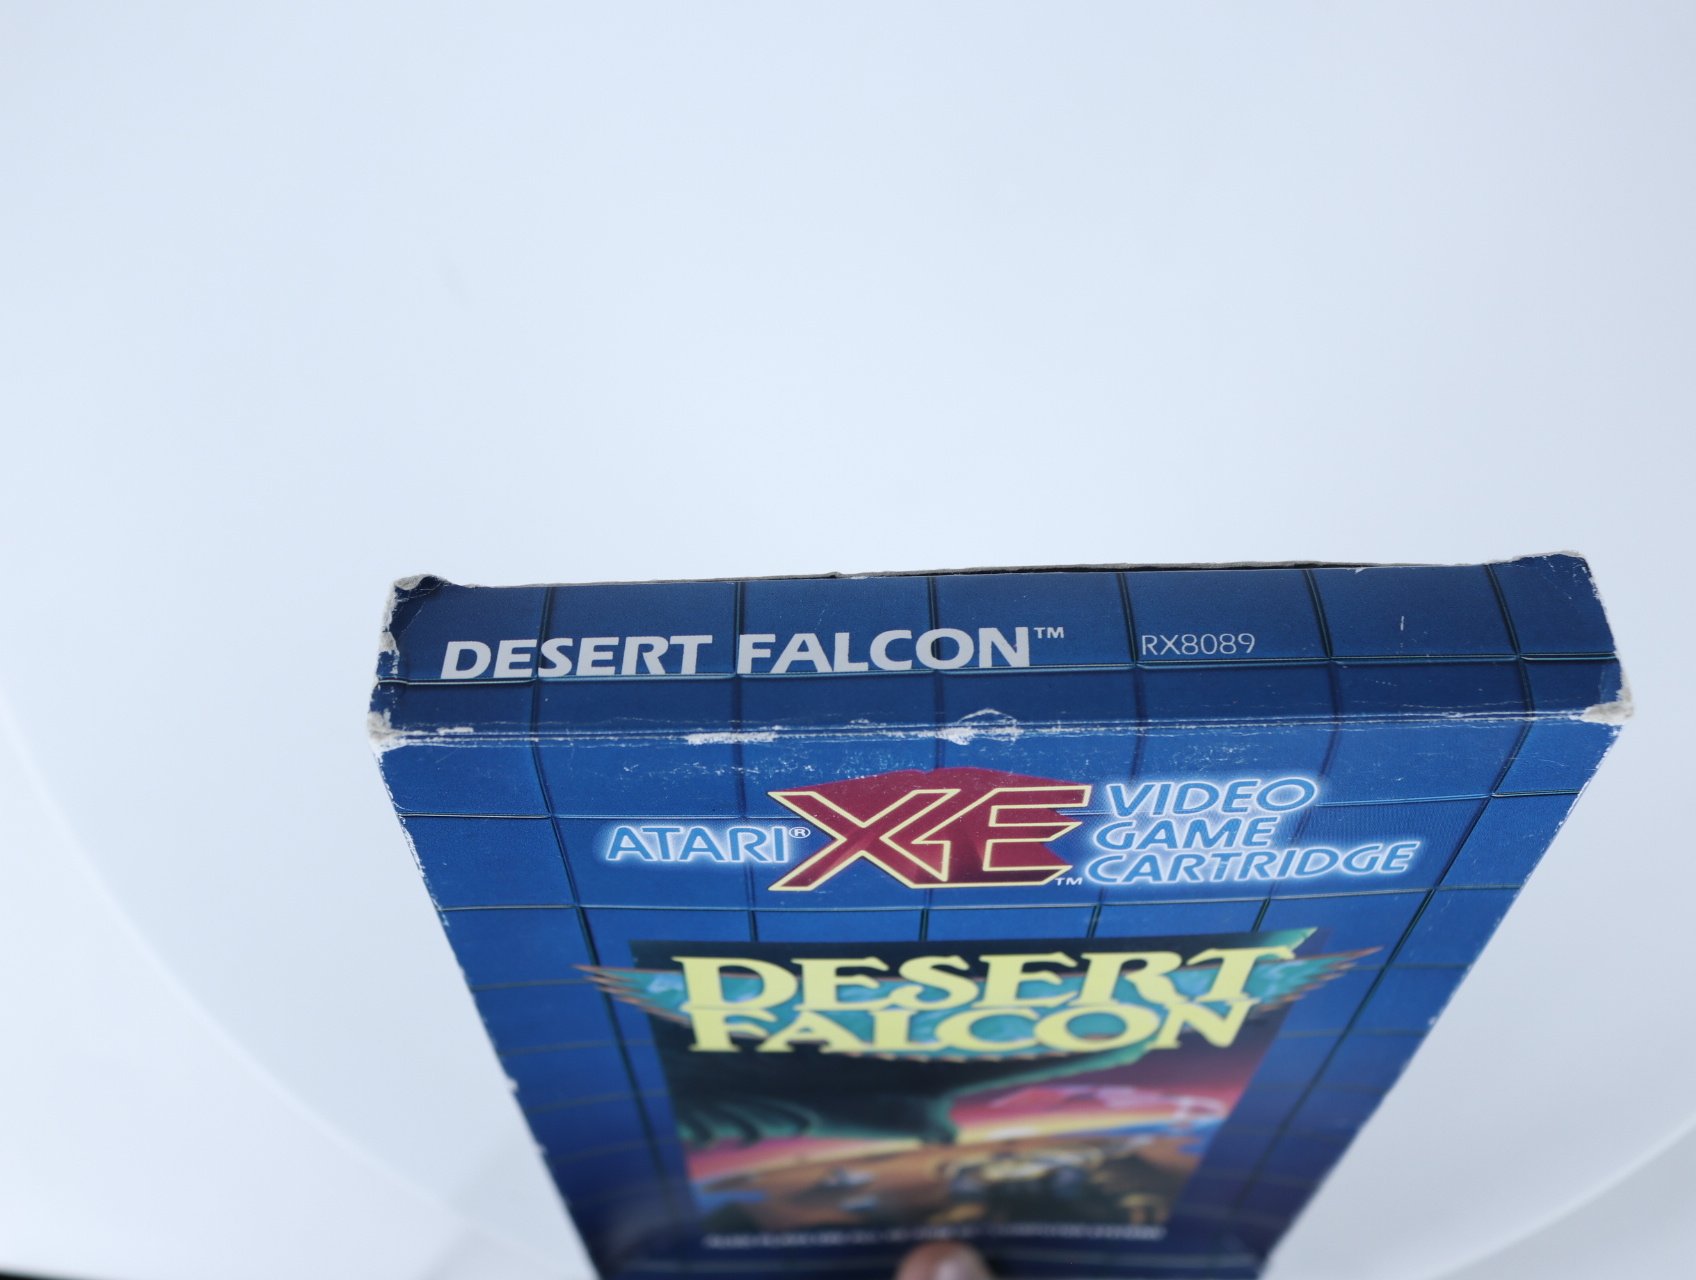 DESERT FALCON™ RX8089
ATARI® XE™ VIDEO
GAME
CARTRIDGE
DESERT
FALCON